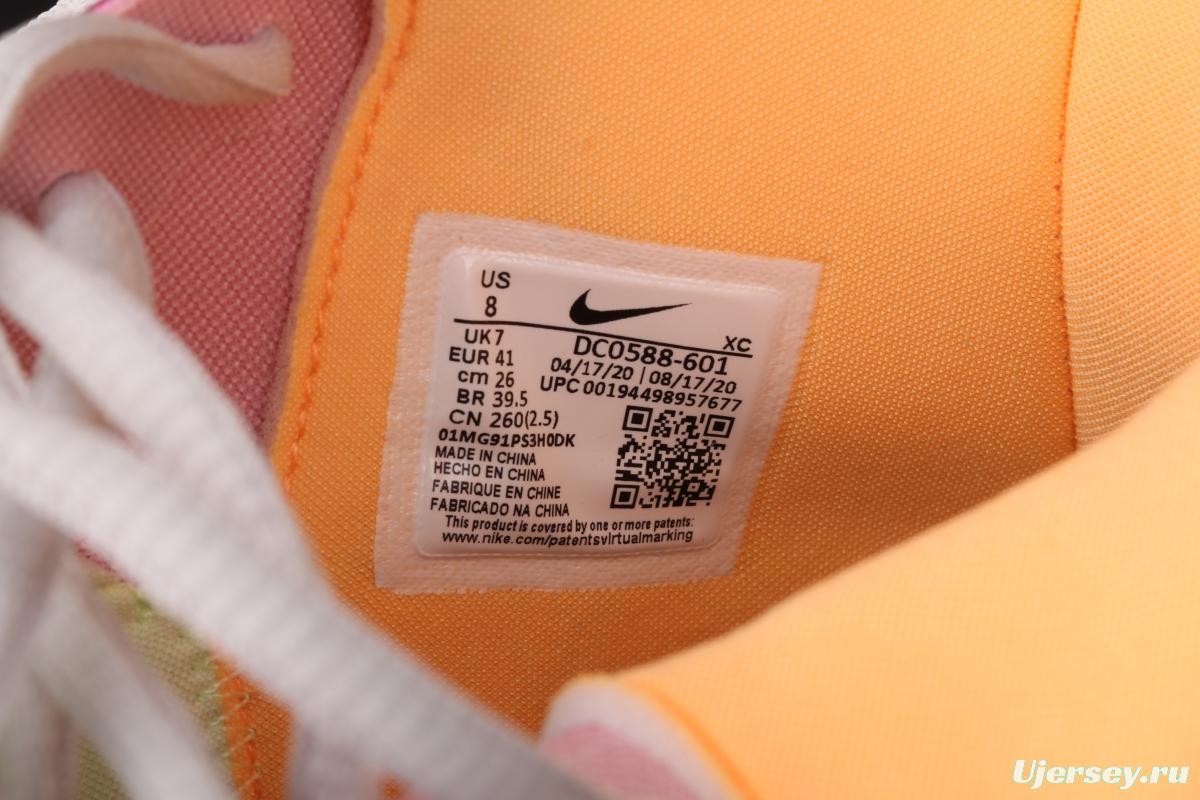 US
8
XC
UK 7
DC0588-601
EUR 41
04/17/20 | 08/17/20
cm 26
UPC 00194498957677
BR 39.5
CN 260(2.5)
01MG91PS3H0DK
MADE IN CHINA
HECHO EN CHINA
FABRIQUE EN CHINE
FABRICADO NA CHINA
This product is covered by one or more patents:
www.nike.com/patentsvirtualmarking
Ujersey.ru